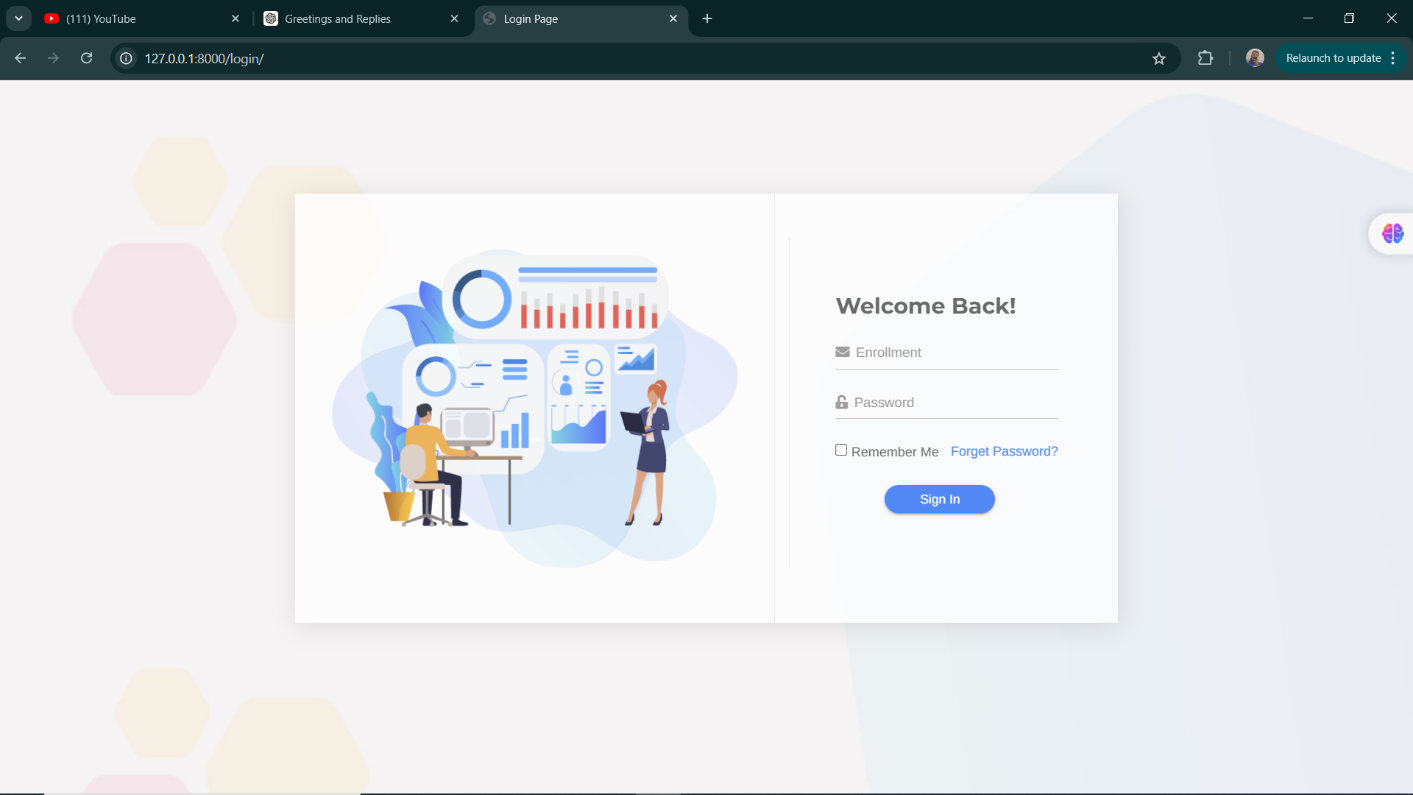 (111) YouTube
Greetings and Replies
Login Page
127.0.0.1:8000/login/
Relaunch to update
Welcome Back!
Enrollment
Password
Remember Me Forget Password?
Sign In